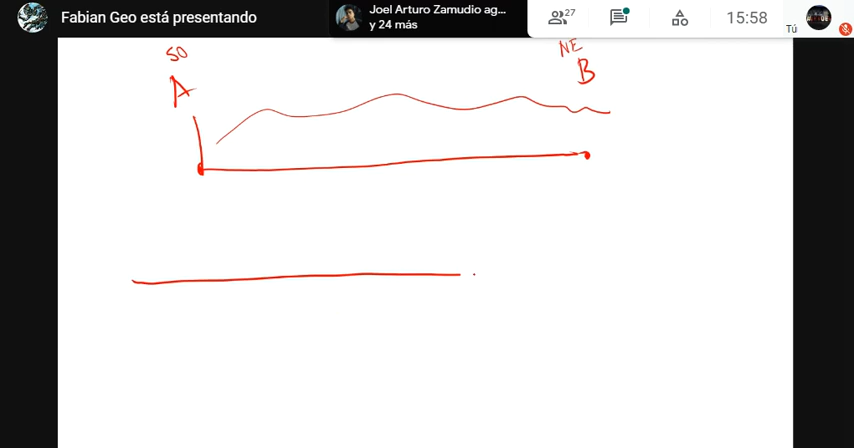 Fabian Geo está presentando
Joel Arturo Zamudio ag...
y 24 más
27
15:58
Tú
SO
A
NE
B